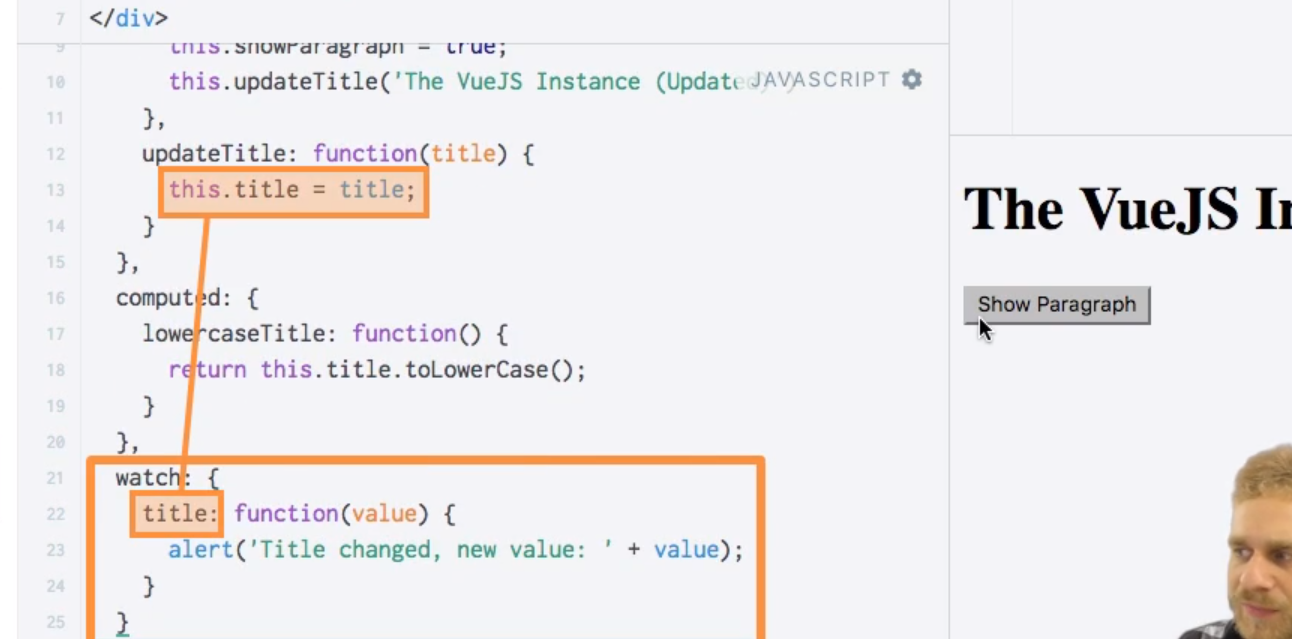 7 </div>
9 this.showParagraph = true;
10 this.updateTitle('The VueJS Instance (Updated)')
JAVASCRIPT
11 },
12 updateTitle: function(title) {
13 this.title = title;
14 }
15 },
16 computed: {
17 lowercaseTitle: function() {
18 return this.title.toLowerCase();
19 }
20 },
21 watch: {
22 title: function(value) {
23 alert('Title changed, new value: ' + value);
24 }
25 }
The VueJS In
Show Paragraph